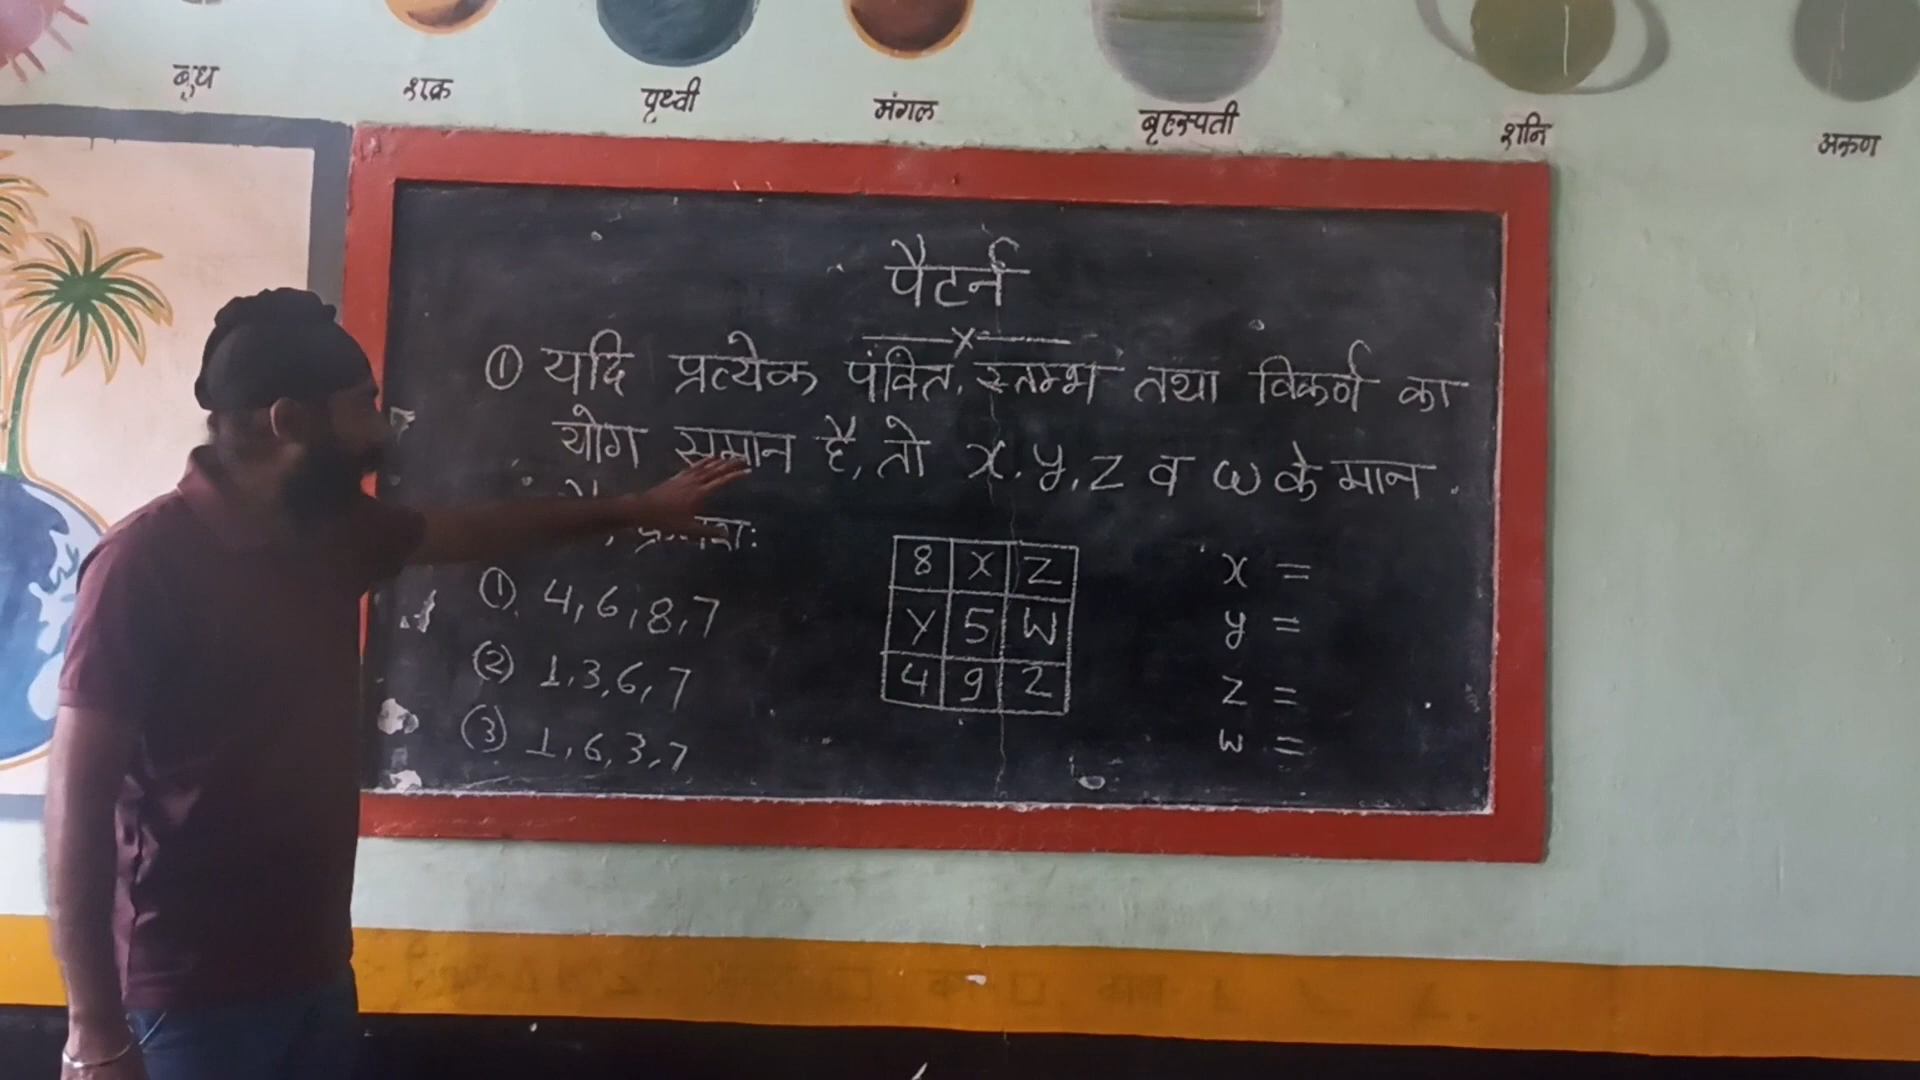 बुध शुक्र पृथ्वी मंगल बृहस्पती शनि अरुण
पैटर्न
① यदि प्रत्येक पंक्ति, स्तम्भ तथा विकर्ण का
योग समान है, तो x, y, z व w के मान
① 4, 6, 8, 7
(2) 1, 3, 6, 7
(3) 1, 6, 3, 7
8 X Z
Y 5 W
4 9 2
x =
y =
z =
w =